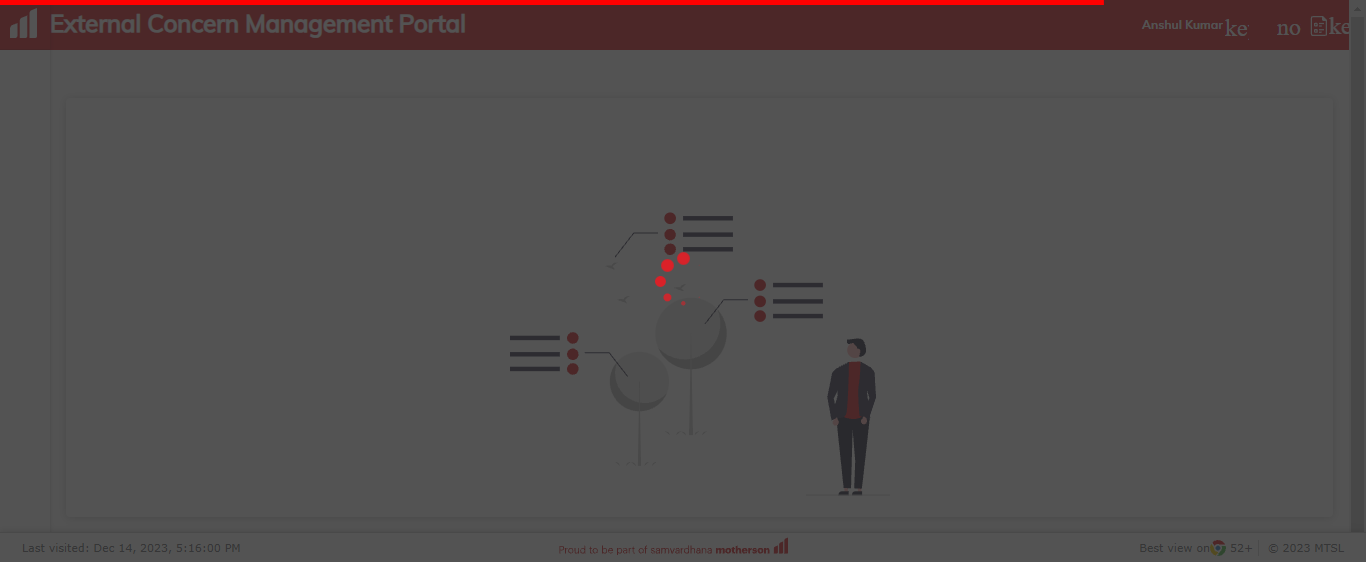 External Concern Management Portal
Anshul Kumar ke no ke
Last visited: Dec 14, 2023, 5:16:00 PM
Proud to be part of samvardhana motherson
Best view on 52+ © 2023 MTSL